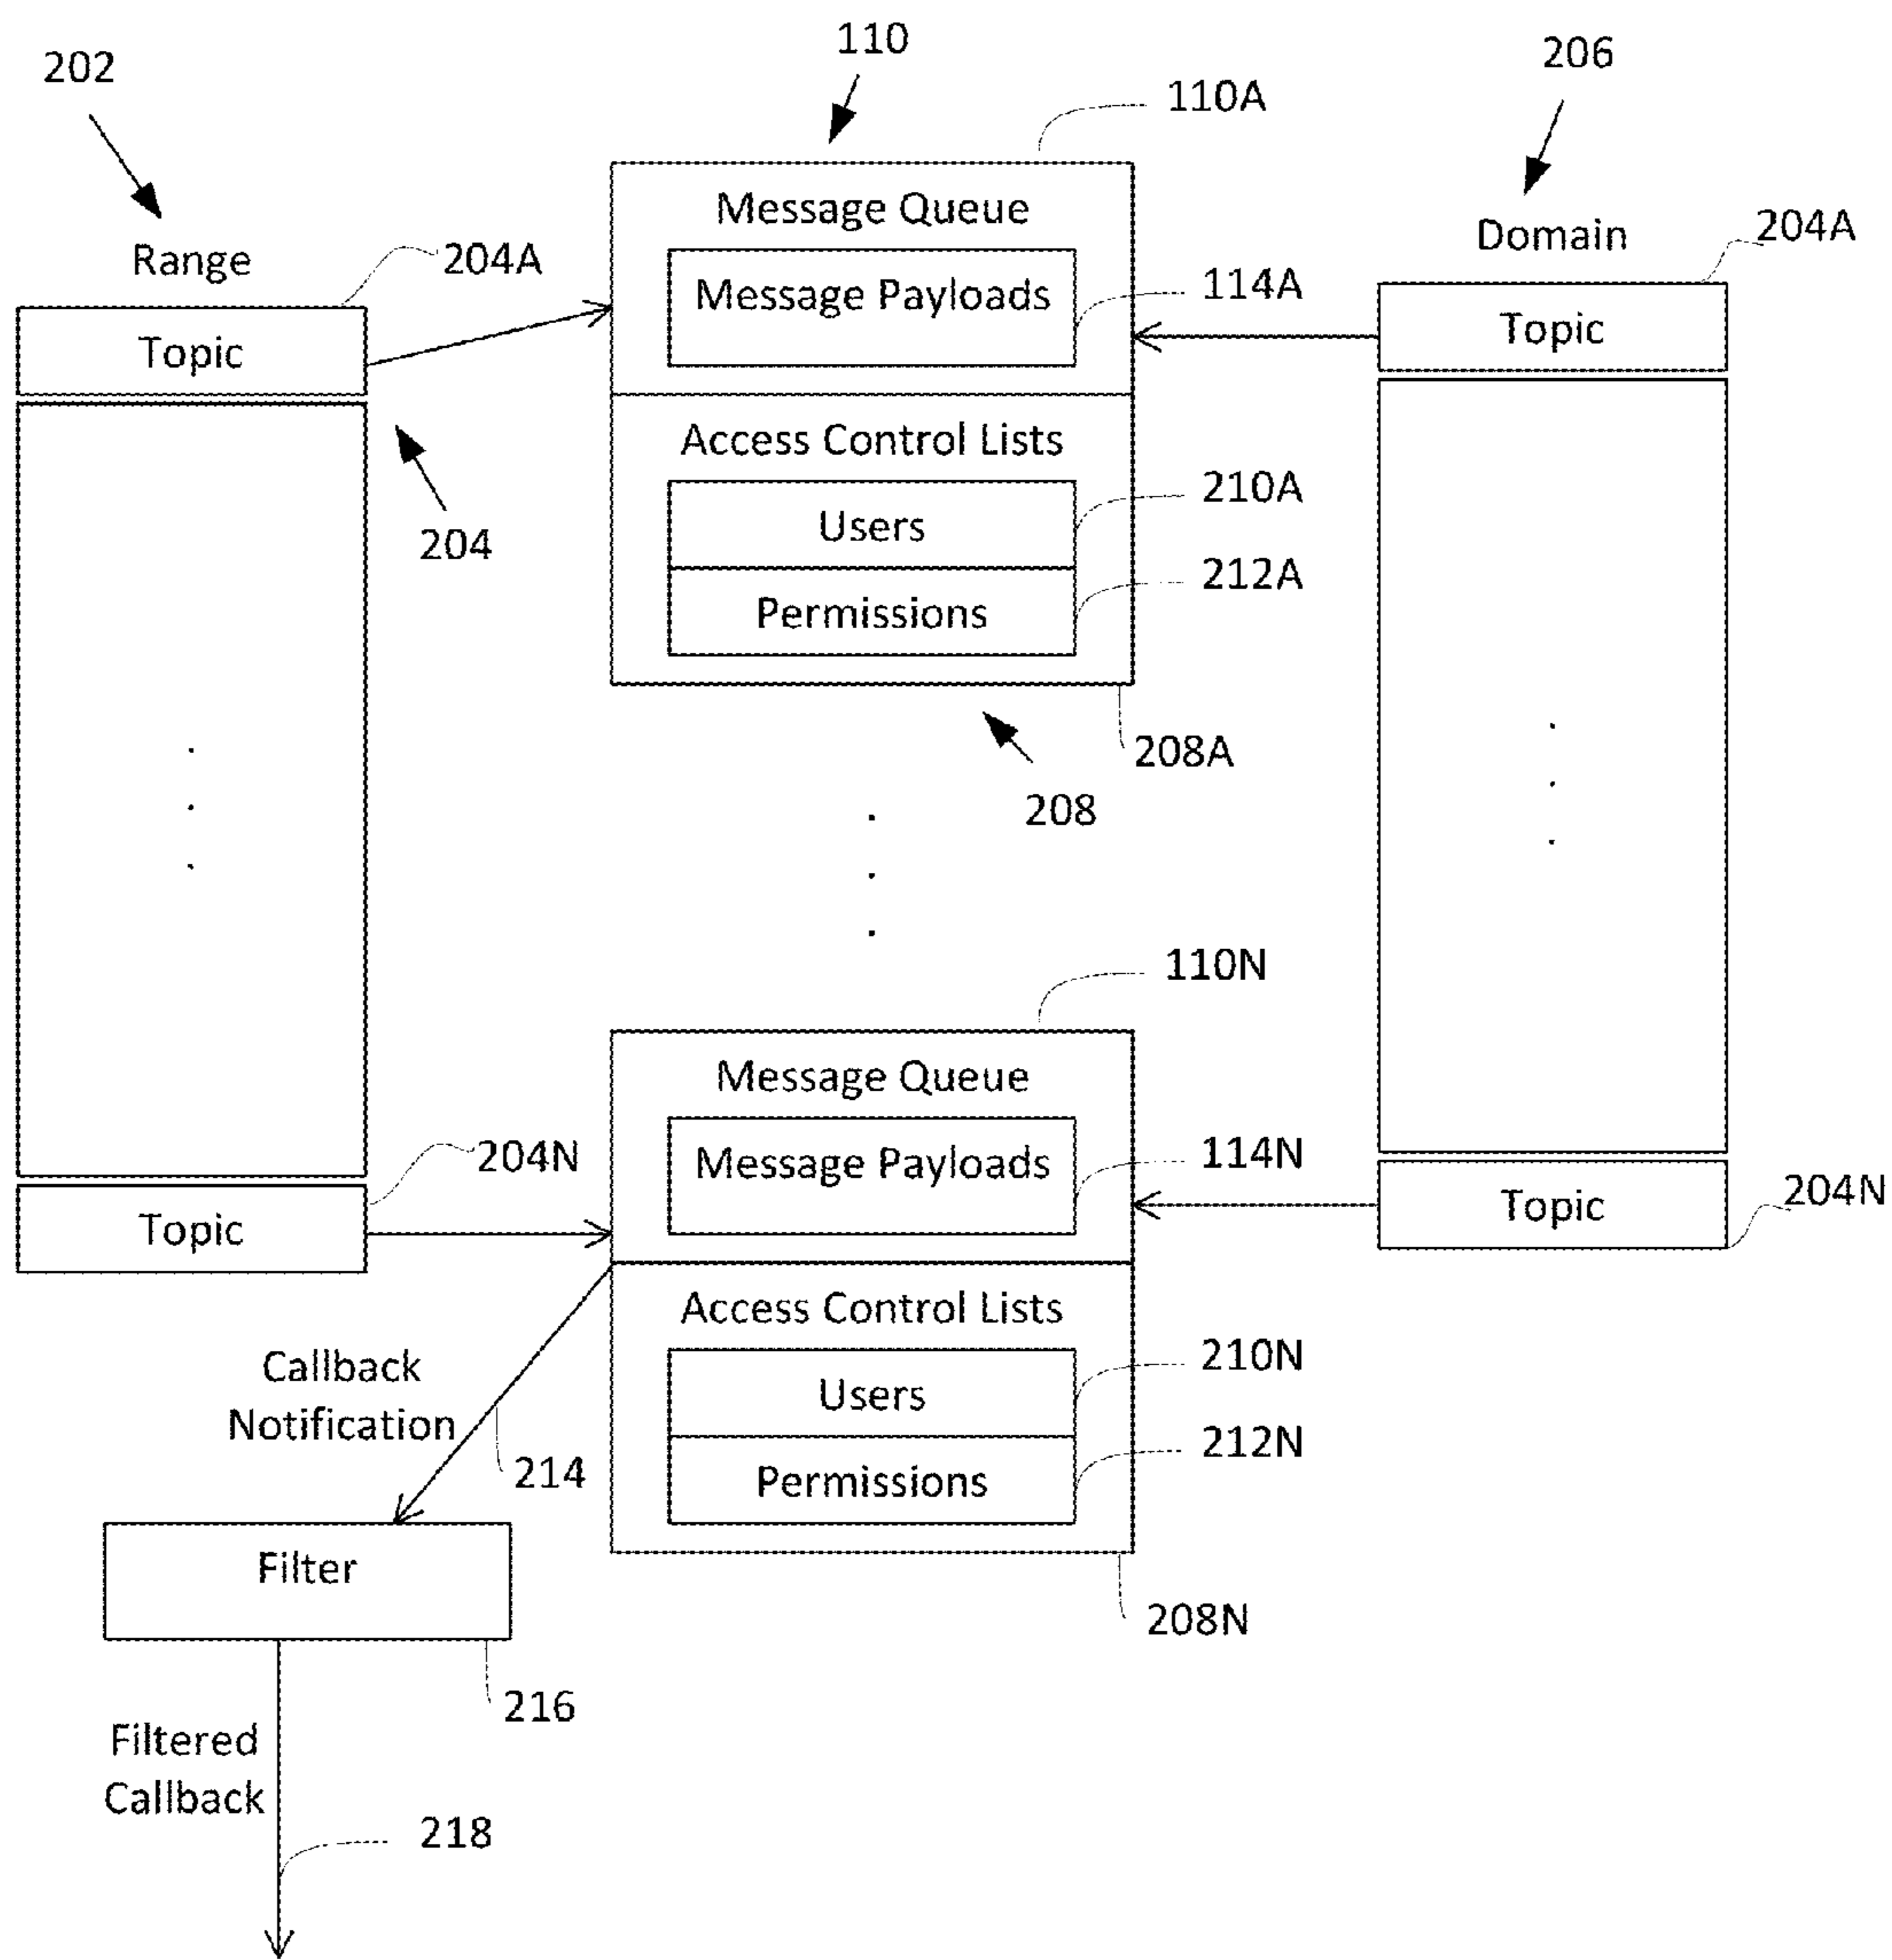 110
202
206
110A
Message Queue
Range
204A
Domain
204A
Message Payloads
114A
Topic
Topic
Access Control Lists
204
Users
210A
Permissions
212A
208A
208
110N
Message Queue
204N
Message Payloads
114N
Topic
Topic
204N
Access Control Lists
Callback
Notification
Users
210N
214
Permissions
212N
Filter
208N
216
Filtered
Callback
218